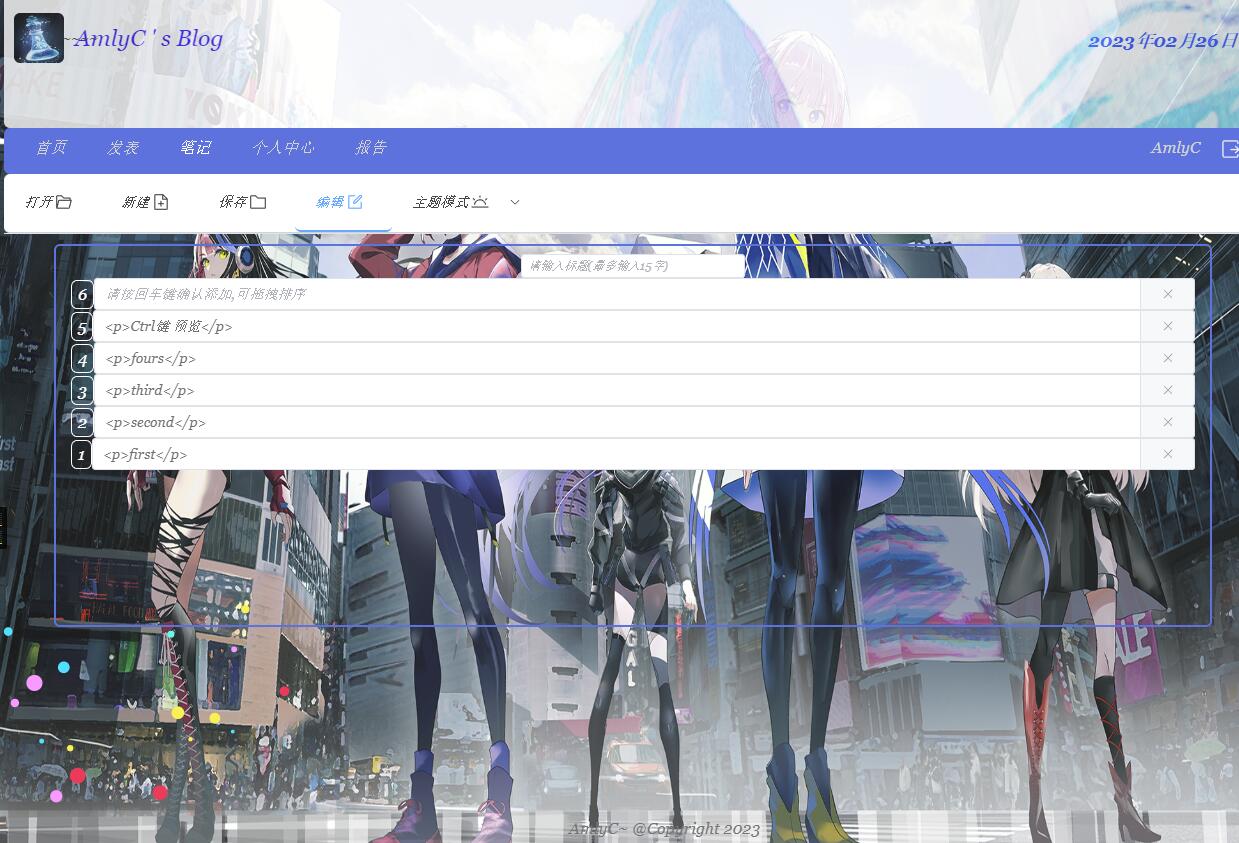 ~~AmlyC ' s Blog
2023年02月26日
首页 发表 笔记 个人中心 报告 AmlyC
打开 新建 保存 编辑 主题模式
请输入标题(最多输入15字)
6 请按回车键确认添加,可拖拽排序
5 <p>Ctrl键 预览</p>
4 <p>fours</p>
3 <p>third</p>
2 <p>second</p>
1 <p>first</p>
GAL
SALE
AmlyC~ @Copyright 2023